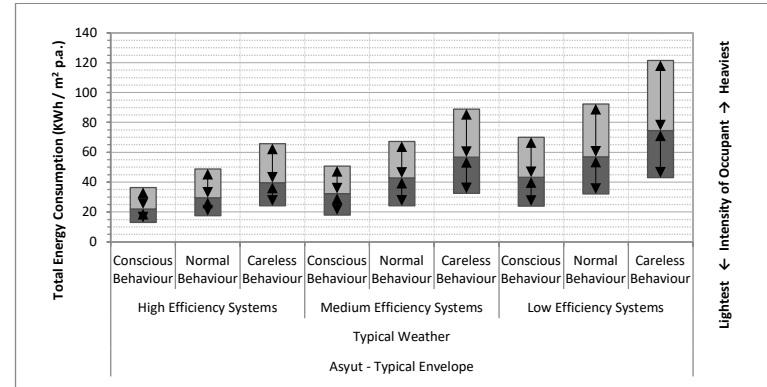 Total Energy Consumption (KWh / m² p.a.)
140
120
100
80
60
40
20
0
Conscious Behaviour
Normal Behaviour
Careless Behaviour
Conscious Behaviour
Normal Behaviour
Careless Behaviour
Conscious Behaviour
Normal Behaviour
Careless Behaviour
High Efficiency Systems
Medium Efficiency Systems
Low Efficiency Systems
Typical Weather
Asyut - Typical Envelope
Lightest ← Intensity of Occupant → Heaviest